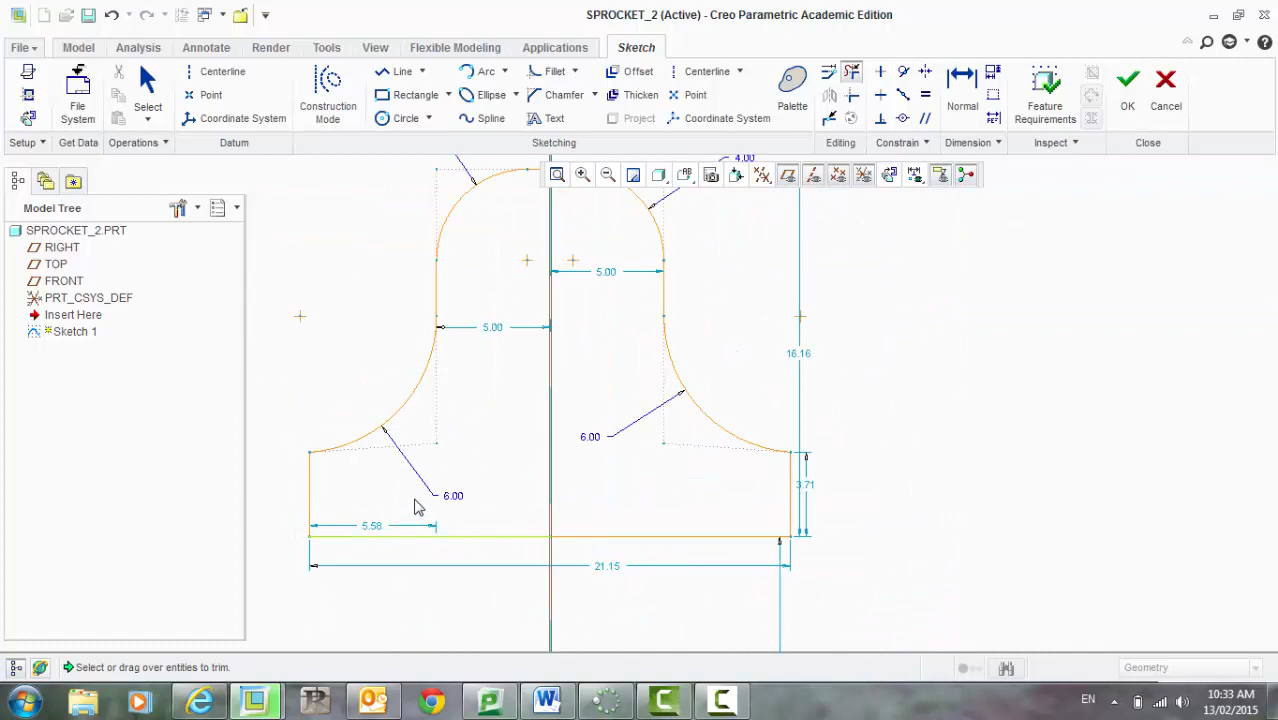 SPROCKET_2 (Active) - Creo Parametric Academic Edition
File Model Analysis Annotate Render Tools View Flexible Modeling Applications Sketch
Centerline Line Arc Fillet Offset Centerline
Point Rectangle Ellipse Chamfer Thicken Point
File System Select Construction Mode Palette Normal Feature Requirements OK Cancel
Coordinate System Circle Spline Text Project Coordinate System
Setup Get Data Operations Datum Sketching Editing Constrain Dimension Inspect Close
4.00
Model Tree
SPROCKET_2.PRT
RIGHT
TOP
FRONT
PRT_CSYS_DEF
Insert Here
Sketch 1
5.00
5.00
16.16
6.00
6.00
3.71
5.58
21.15
Select or drag over entities to trim.
Geometry
EN
10:33 AM
13/02/2015